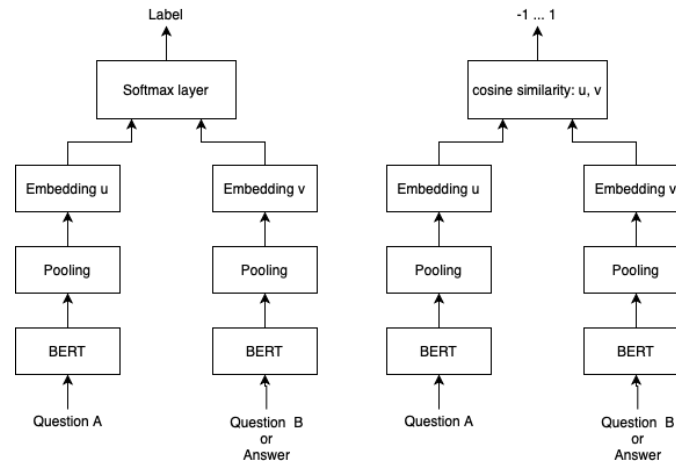 Label
Softmax layer
Embedding u
Embedding v
Pooling
Pooling
BERT
BERT
Question A
Question B
or
Answer
-1 ... 1
cosine similarity: u, v
Embedding u
Embedding v
Pooling
Pooling
BERT
BERT
Question A
Question B
or
Answer